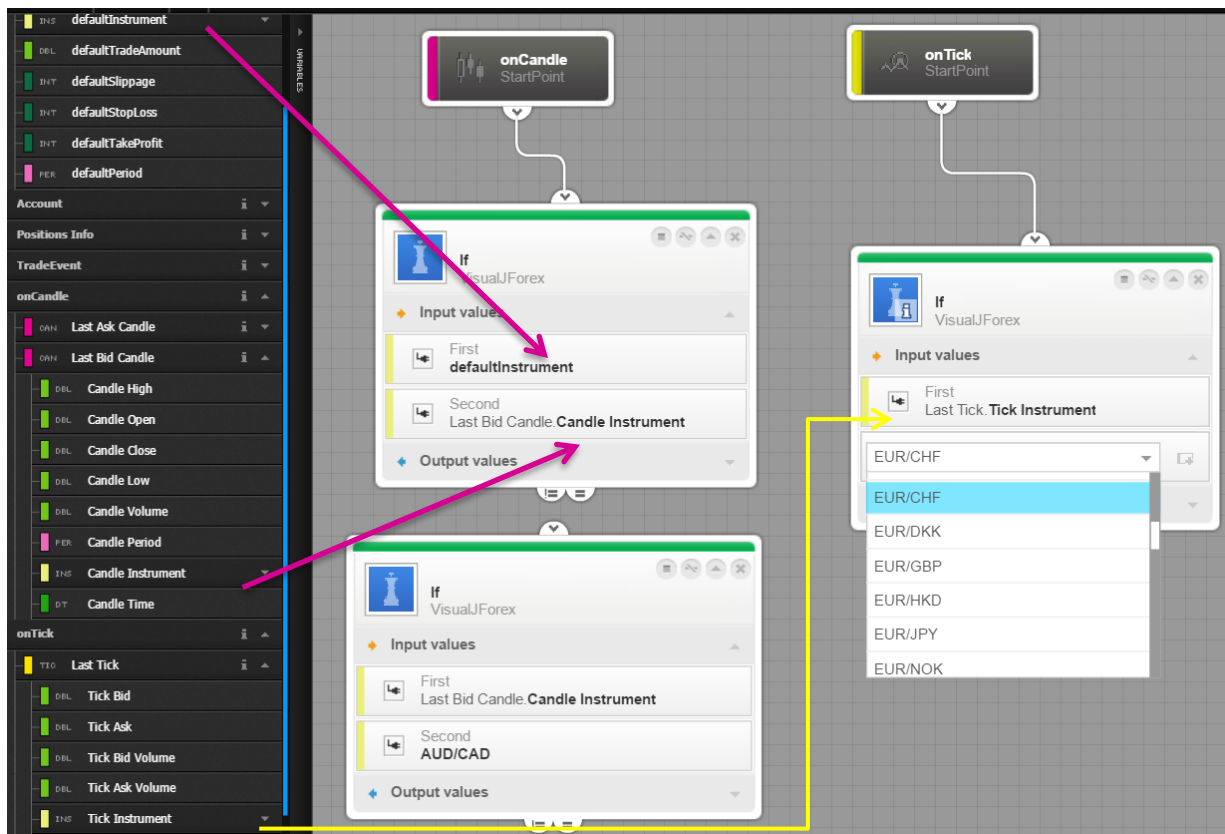 INS defaultInstrument
DBL defaultTradeAmount
INT defaultSlippage
INT defaultStopLoss
INT defaultTakeProfit
PER defaultPeriod
Account i
Positions Info i
TradeEvent i
onCandle i
CAN Last Ask Candle i
CAN Last Bid Candle i
DBL Candle High
DBL Candle Open
DBL Candle Close
DBL Candle Low
DBL Candle Volume
PER Candle Period
INS Candle Instrument
DT Candle Time
onTick i
TIC Last Tick i
DBL Tick Bid
DBL Tick Ask
DBL Tick Bid Volume
DBL Tick Ask Volume
INS Tick Instrument
VARIABLES
onCandle
StartPoint
If
VisualJForex
Input values
First
defaultInstrument
Second
Last Bid Candle.Candle Instrument
Output values
If
VisualJForex
Input values
First
Last Bid Candle.Candle Instrument
Second
AUD/CAD
Output values
onTick
StartPoint
If
VisualJForex
Input values
First
Last Tick.Tick Instrument
EUR/CHF
EUR/CHF
EUR/DKK
EUR/GBP
EUR/HKD
EUR/JPY
EUR/NOK